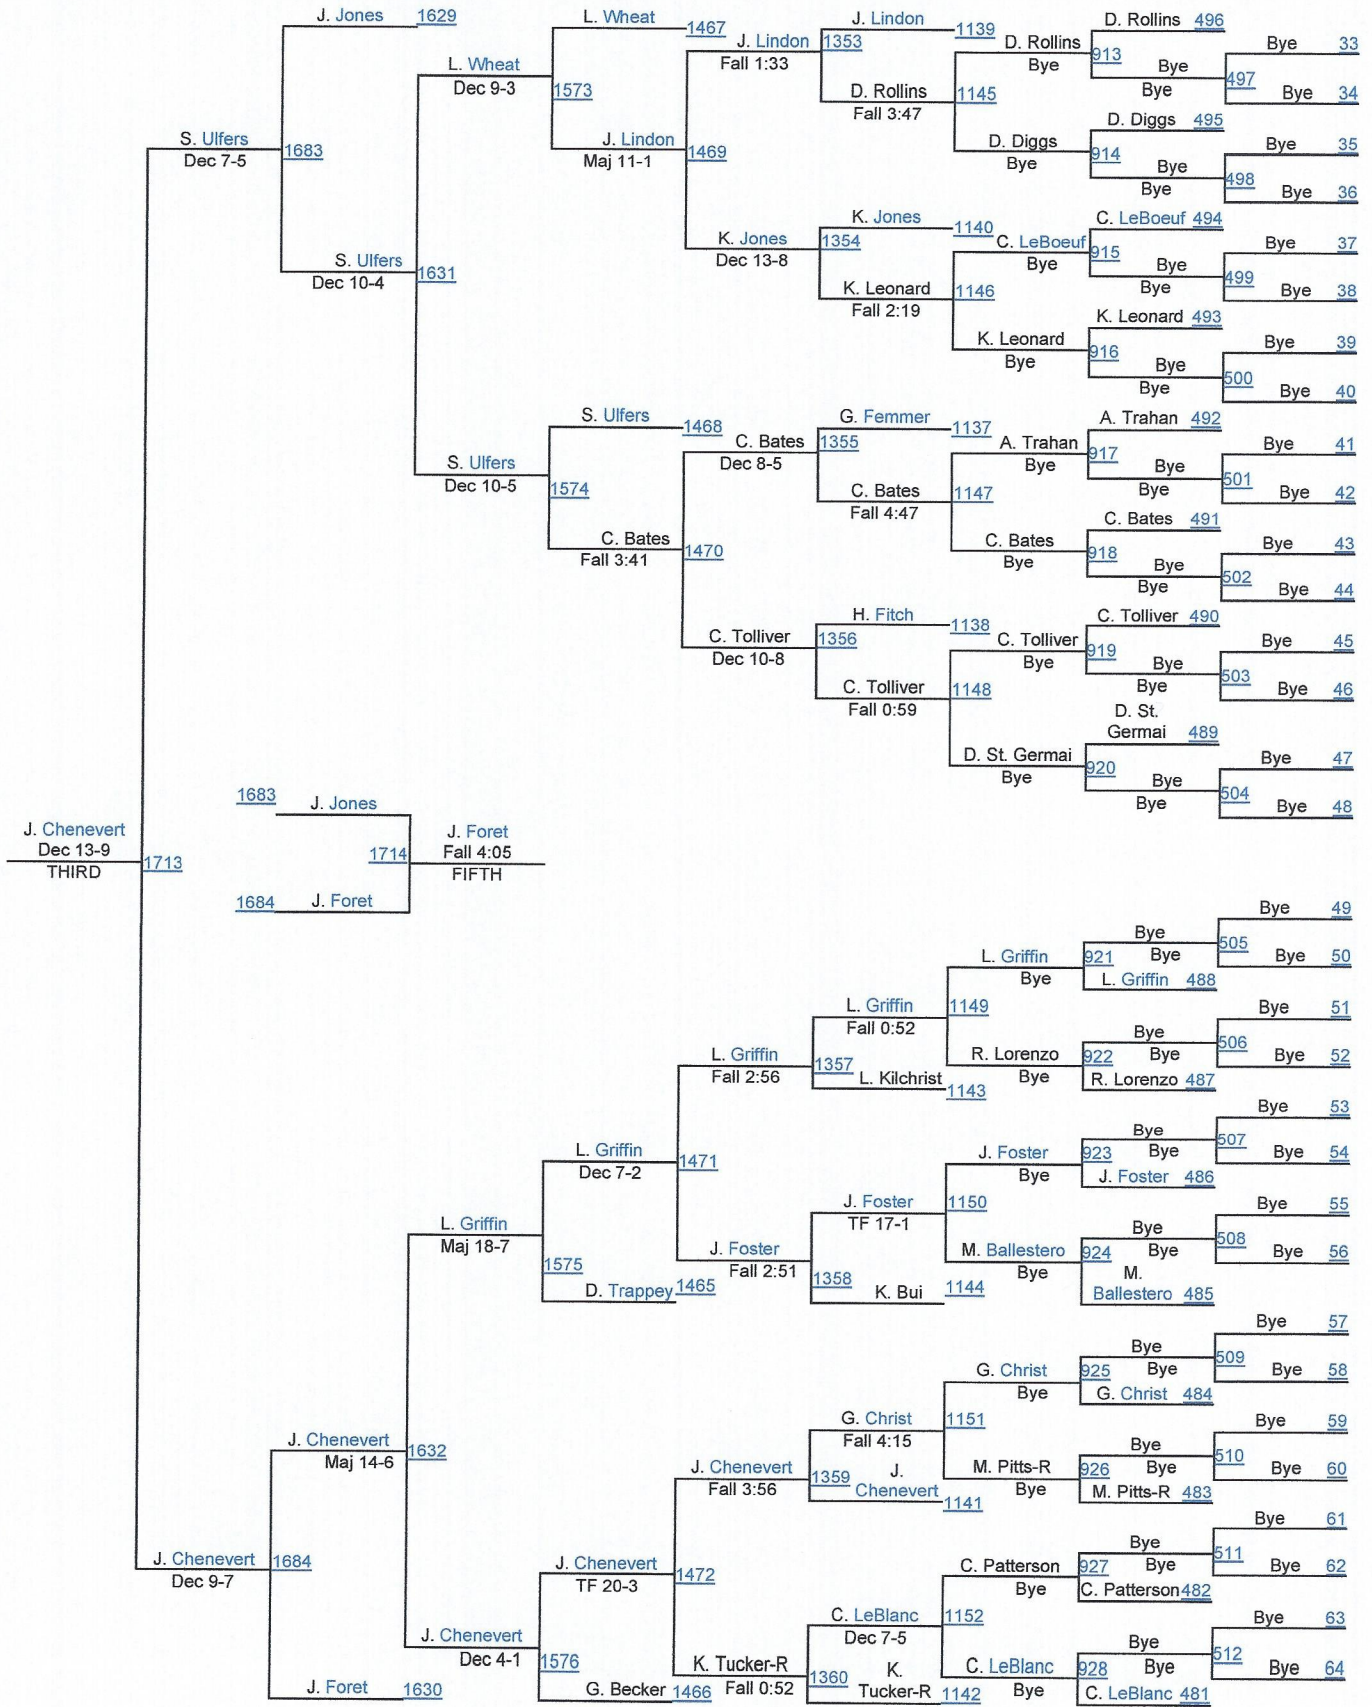 J. Jones 1629
L. Wheat 1467
J. Lindon 1139
D. Rollins 496
Bye 33
J. Lindon 1353
Fall 1:33
D. Rollins 913
Bye
Bye 497
Bye
Bye 34
L. Wheat
Dec 9-3
1573
D. Rollins 1145
Fall 3:47
D. Diggs 495
S. Ulfers
Dec 7-5
1683
J. Lindon
Maj 11-1
1469
D. Diggs 914
Bye
Bye 498
Bye
Bye 35
Bye 36
K. Jones 1140
C. LeBoeuf 494
K. Jones 1354
Dec 13-8
C. LeBoeuf 915
Bye
Bye 499
Bye
Bye 37
Bye 38
S. Ulfers
Dec 10-4
1631
K. Leonard 1146
Fall 2:19
K. Leonard 493
K. Leonard 916
Bye
Bye 500
Bye
Bye 39
Bye 40
S. Ulfers 1468
G. Femmer 1137
A. Trahan 492
C. Bates 1355
Dec 8-5
A. Trahan 917
Bye
Bye 501
Bye
Bye 41
Bye 42
S. Ulfers
Dec 10-5
1574
C. Bates 1147
Fall 4:47
C. Bates 491
C. Bates
Fall 3:41
1470
C. Bates 918
Bye
Bye 502
Bye
Bye 43
Bye 44
H. Fitch 1138
C. Tolliver 490
C. Tolliver 1356
Dec 10-8
C. Tolliver 919
Bye
Bye 503
Bye
Bye 45
Bye 46
C. Tolliver 1148
Fall 0:59
D. St.
Germai 489
D. St. Germai 920
Bye
Bye 504
Bye
Bye 47
Bye 48
1683 J. Jones
J. Chenevert
Dec 13-9
THIRD
1713
1714
J. Foret
Fall 4:05
FIFTH
1684 J. Foret
Bye 49
Bye 505
Bye
Bye 50
L. Griffin 921
Bye
L. Griffin 488
L. Griffin 1149
Fall 0:52
Bye 51
Bye 506
Bye
Bye 52
R. Lorenzo 922
Bye
R. Lorenzo 487
L. Griffin 1357
Fall 2:56
L. Kilchrist 1143
Bye 53
Bye 507
Bye
Bye 54
L. Griffin
Dec 7-2
1471
J. Foster 923
Bye
J. Foster 486
J. Foster 1150
TF 17-1
Bye 55
Bye 508
Bye
Bye 56
L. Griffin
Maj 18-7
1575
J. Foster 1358
Fall 2:51
M. Ballestero 924
Bye
M.
Ballestero 485
D. Trappey 1465
K. Bui 1144
Bye 57
Bye 509
Bye
Bye 58
G. Christ 925
Bye
G. Christ 484
G. Christ 1151
Fall 4:15
Bye 59
Bye 510
Bye
Bye 60
J. Chenevert
Maj 14-6
1632
J. Chenevert 1359
Fall 3:56
J.
Chenevert 1141
M. Pitts-R 926
Bye
M. Pitts-R 483
Bye 61
Bye 511
Bye
Bye 62
J. Chenevert
Dec 9-7
1684
J. Chenevert
TF 20-3
1472
C. Patterson 927
Bye
C. Patterson 482
C. LeBlanc 1152
Dec 7-5
Bye 63
Bye 512
Bye
Bye 64
J. Chenevert
Dec 4-1
1576
K. Tucker-R 1360
Fall 0:52
K.
Tucker-R 1142
C. LeBlanc 928
Bye
C. LeBlanc 481
J. Foret 1630
G. Becker 1466